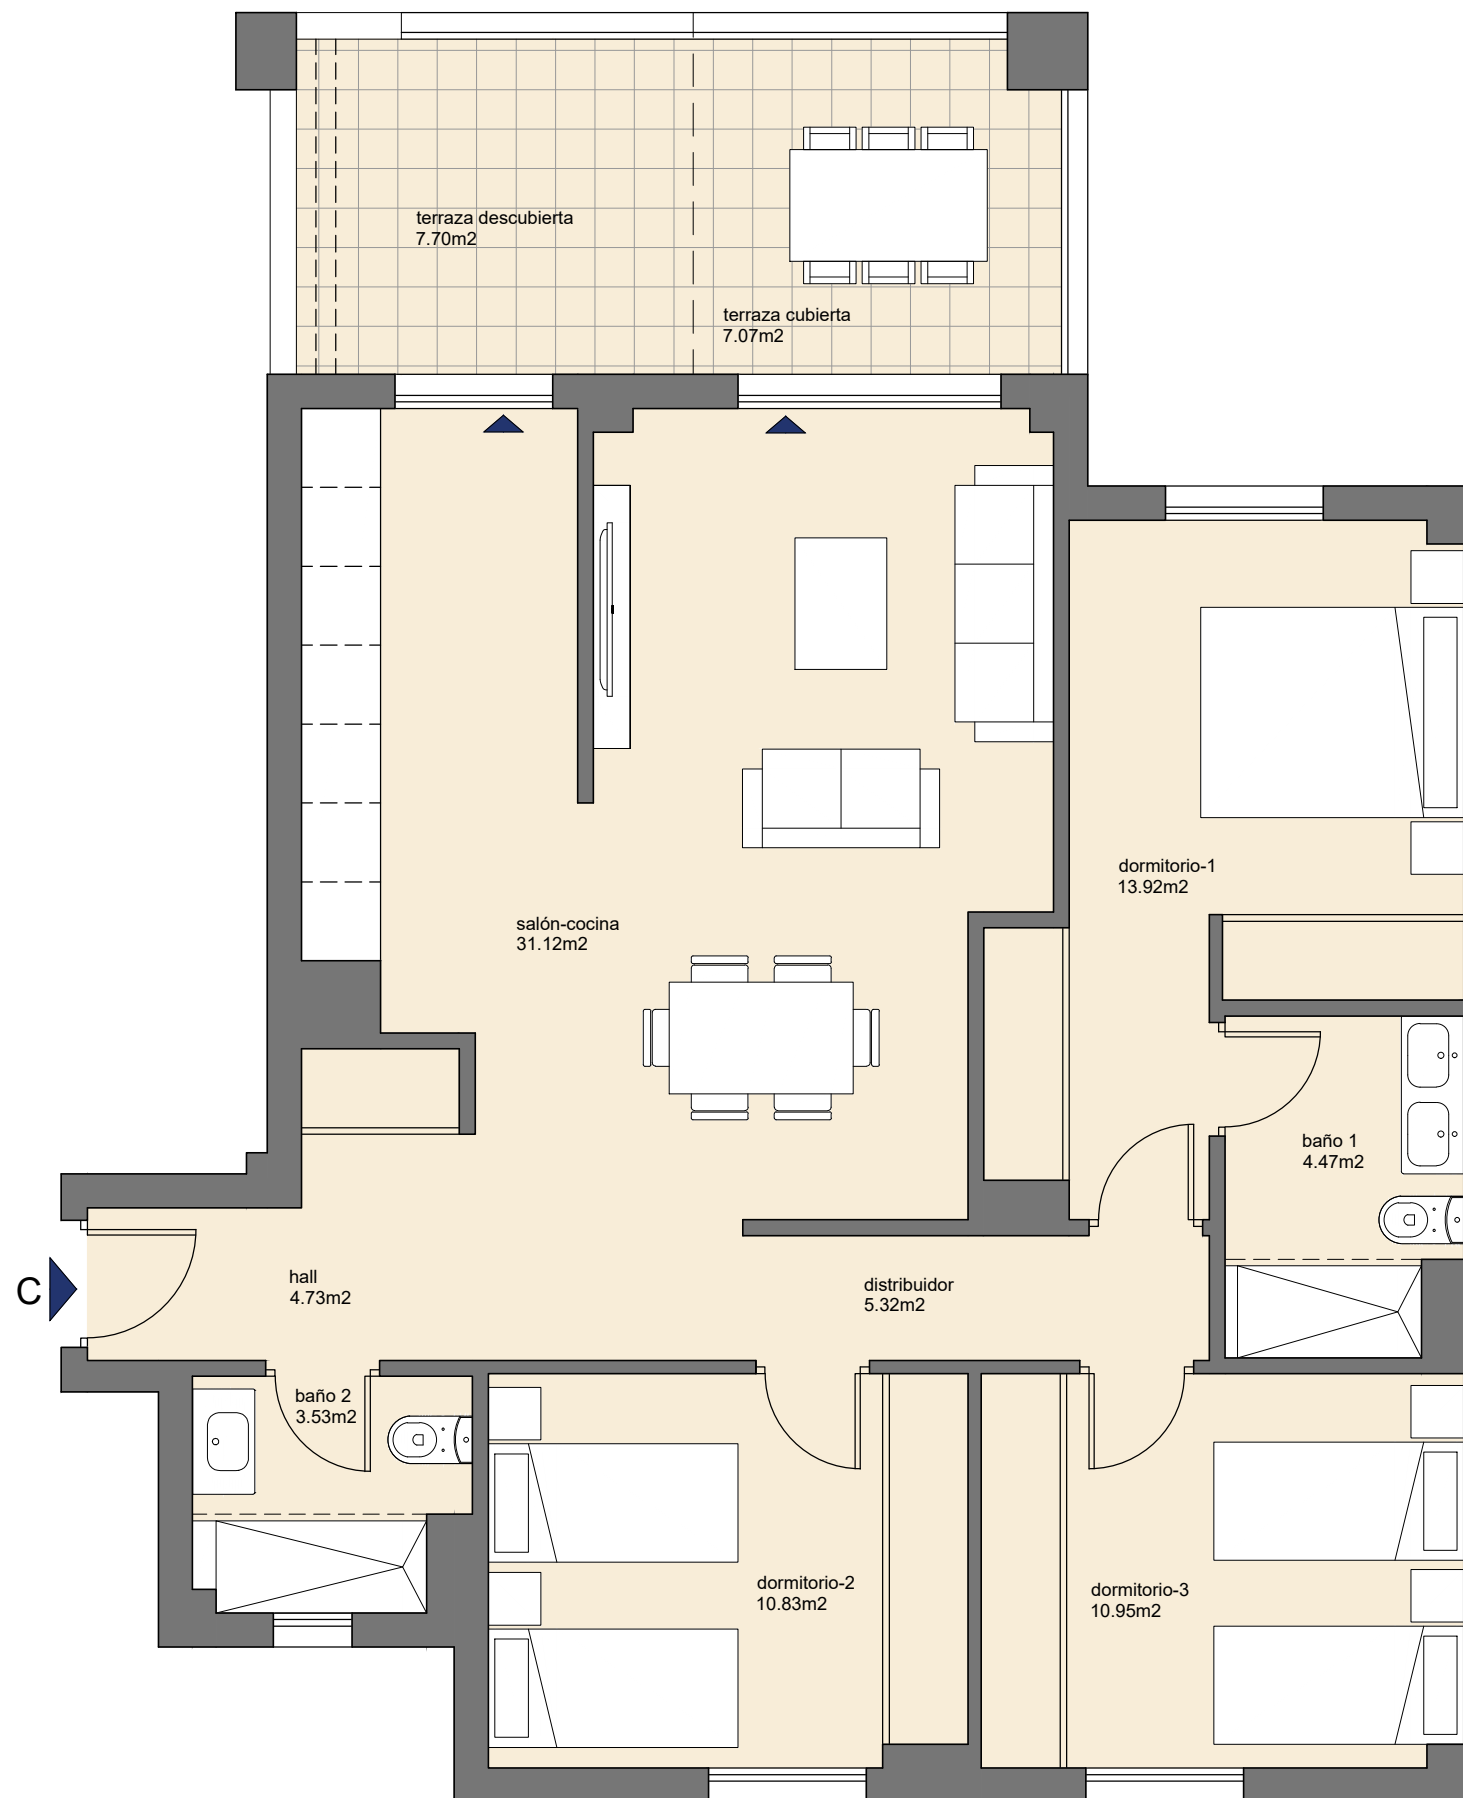 terraza descubierta
7.70m2
terraza cubierta
7.07m2
dormitorio-1
13.92m2
salón-cocina
31.12m2
baño 1
4.47m2
C
hall
4.73m2
distribuidor
5.32m2
baño 2
3.53m2
dormitorio-2
10.83m2
dormitorio-3
10.95m2